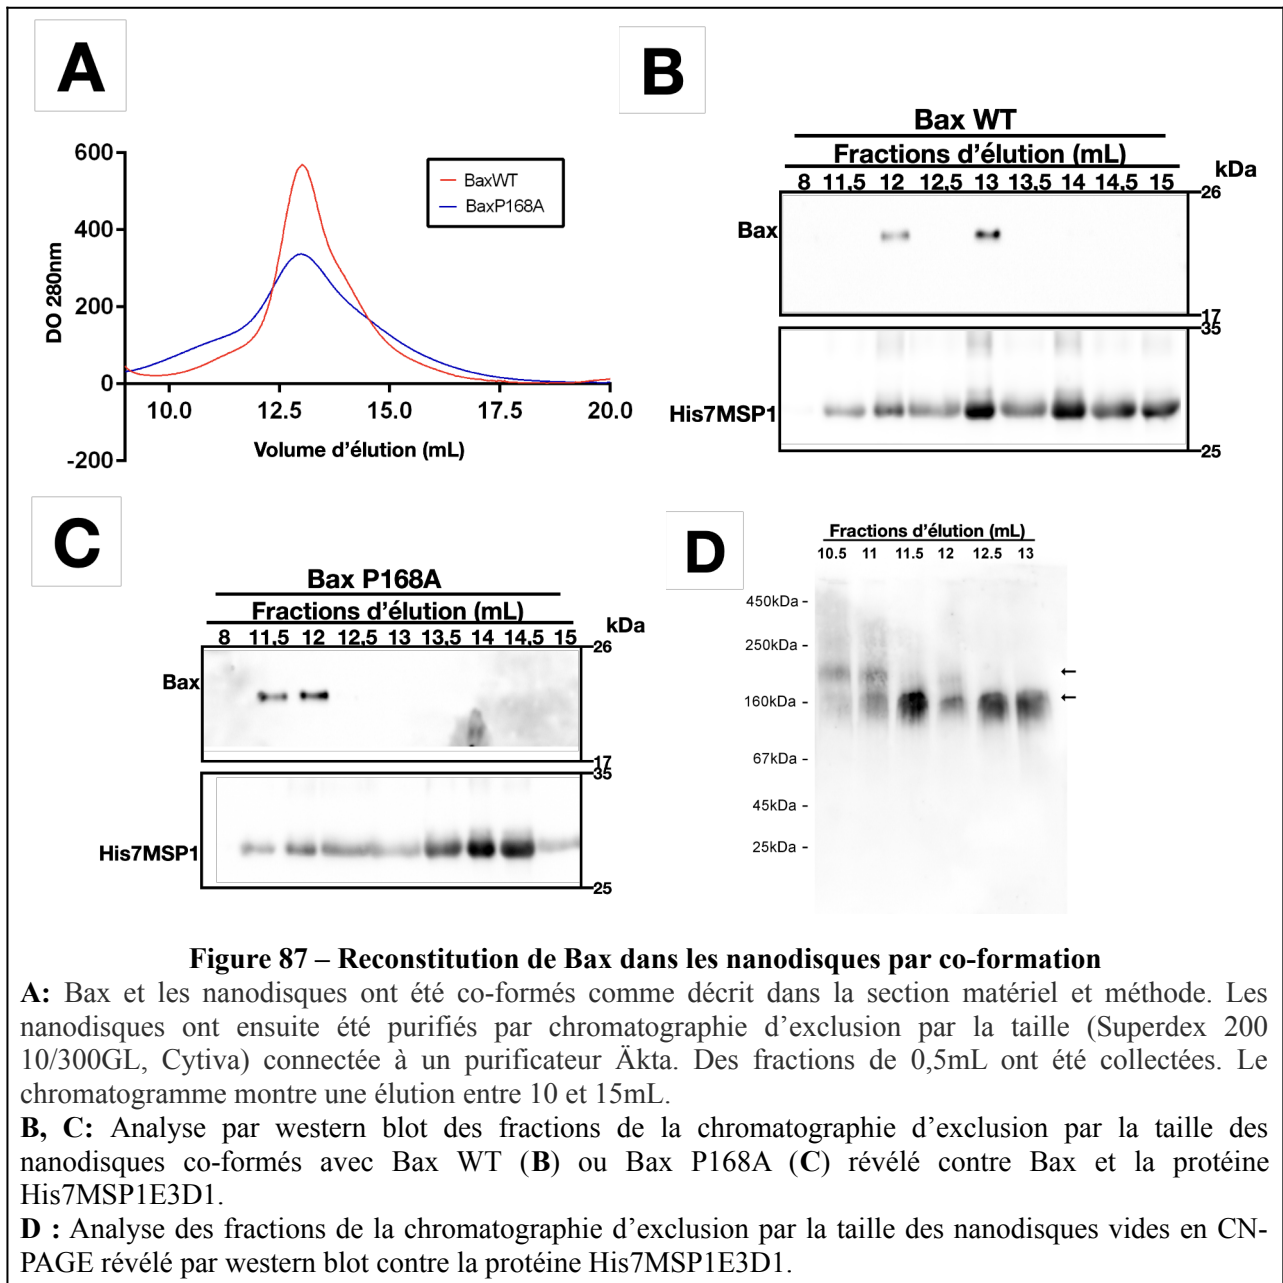 A
600
400
200
0
-200
DO 280nm
BaxWT
BaxP168A
10.0 12.5 15.0 17.5 20.0
Volume d'élution (mL)
B
Bax WT
Fractions d'élution (mL)
kDa
8 11,5 12 12,5 13 13,5 14 14,5 15
26
Bax
17
35
His7MSP1
25
C
Bax P168A
Fractions d'élution (mL)
kDa
8 11,5 12 12,5 13 13,5 14 14,5 15
26
Bax
17
35
His7MSP1
25
D
Fractions d'élution (mL)
10.5 11 11.5 12 12.5 13
450kDa -
250kDa -
←
160kDa -
←
67kDa -
45kDa -
25kDa -
Figure 87 – Reconstitution de Bax dans les nanodisques par co-formation
A: Bax et les nanodisques ont été co-formés comme décrit dans la section matériel et méthode. Les
nanodisques ont ensuite été purifiés par chromatographie d'exclusion par la taille (Superdex 200
10/300GL, Cytiva) connectée à un purificateur Äkta. Des fractions de 0,5mL ont été collectées. Le
chromatogramme montre une élution entre 10 et 15mL.
B, C: Analyse par western blot des fractions de la chromatographie d'exclusion par la taille des
nanodisques co-formés avec Bax WT (B) ou Bax P168A (C) révélé contre Bax et la protéine
His7MSP1E3D1.
D : Analyse des fractions de la chromatographie d'exclusion par la taille des nanodisques vides en CN-
PAGE révélé par western blot contre la protéine His7MSP1E3D1.